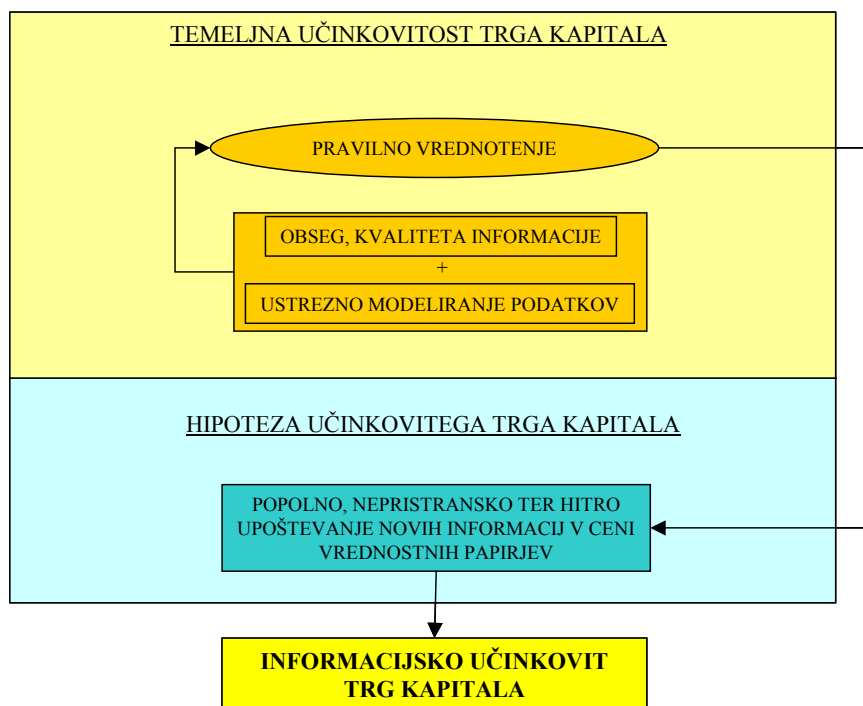 TEMELJNA UČINKOVITOST TRGA KAPITALA
PRAVILNO VREDNOTENJE
OBSEG, KVALITETA INFORMACIJE
+
USTREZNO MODELIRANJE PODATKOV
HIPOTEZA UČINKOVITEGA TRGA KAPITALA
POPOLNO, NEPRISTRANSKO TER HITRO
UPOŠTEVANJE NOVIH INFORMACIJ V CENI
VREDNOSTNIH PAPIRJEV
INFORMACIJSKO UČINKOVIT
TRG KAPITALA